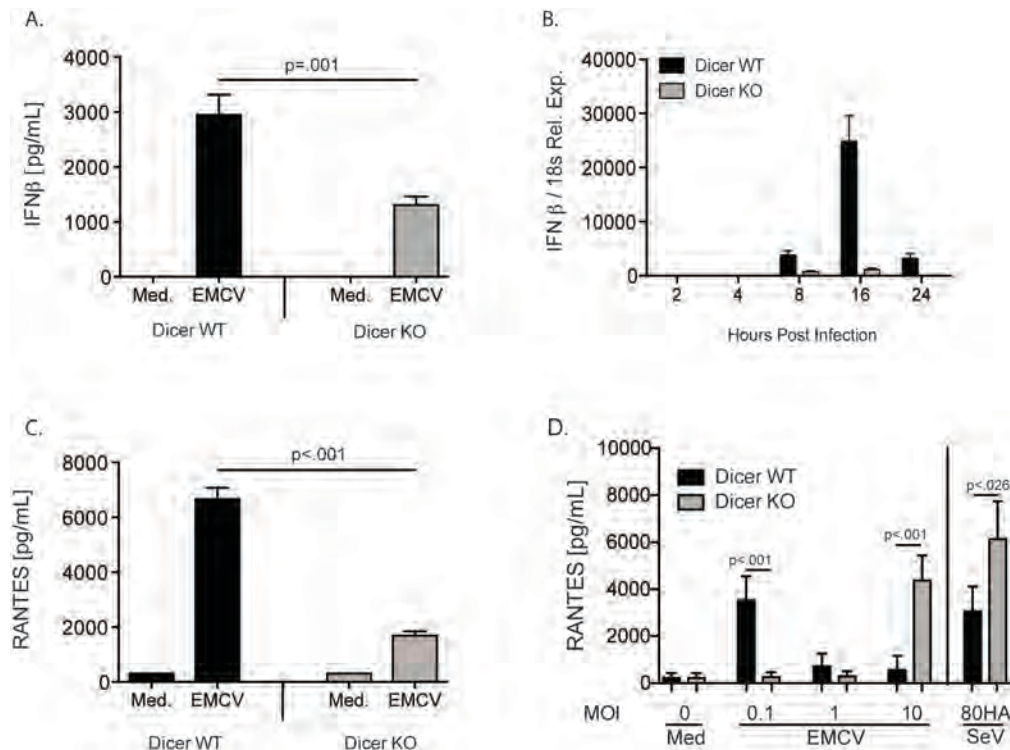 A.
IFNβ [pg/mL]
4000
3000
2000
1000
0
p=.001
Med. EMCV Med. EMCV
Dicer WT Dicer KO
B.
IFN β / 18s Rel. Exp.
40000
30000
20000
10000
0
Dicer WT
Dicer KO
2 4 8 16 24
Hours Post Infection
C.
RANTES [pg/mL]
8000
6000
4000
2000
0
p<.001
Med. EMCV Med. EMCV
Dicer WT Dicer KO
D.
RANTES [pg/mL]
10000
8000
6000
4000
2000
0
Dicer WT
Dicer KO
p<.001
p<.001
p<.026
MOI 0 0.1 1 10 80HA
Med EMCV SeV